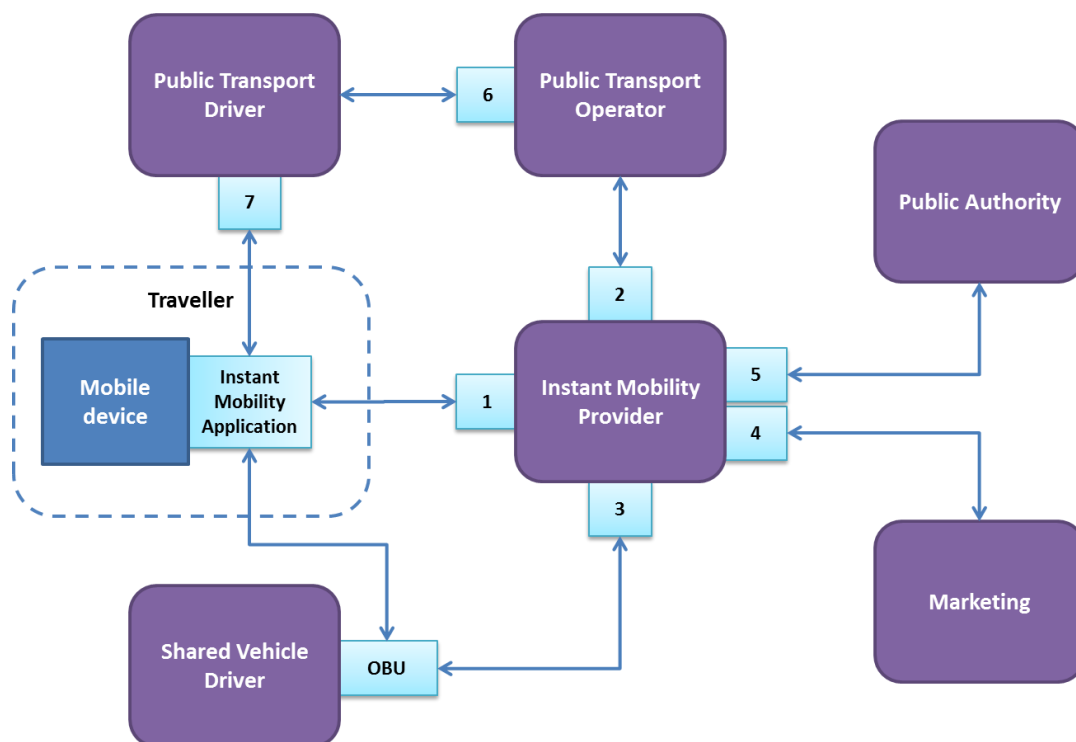 Public Transport
Driver
6
Public Transport
Operator
Public Authority
7
Traveller
2
Mobile
device
Instant
Mobility
Application
1
Instant Mobility
Provider
5
4
3
Shared Vehicle
Driver
OBU
Marketing